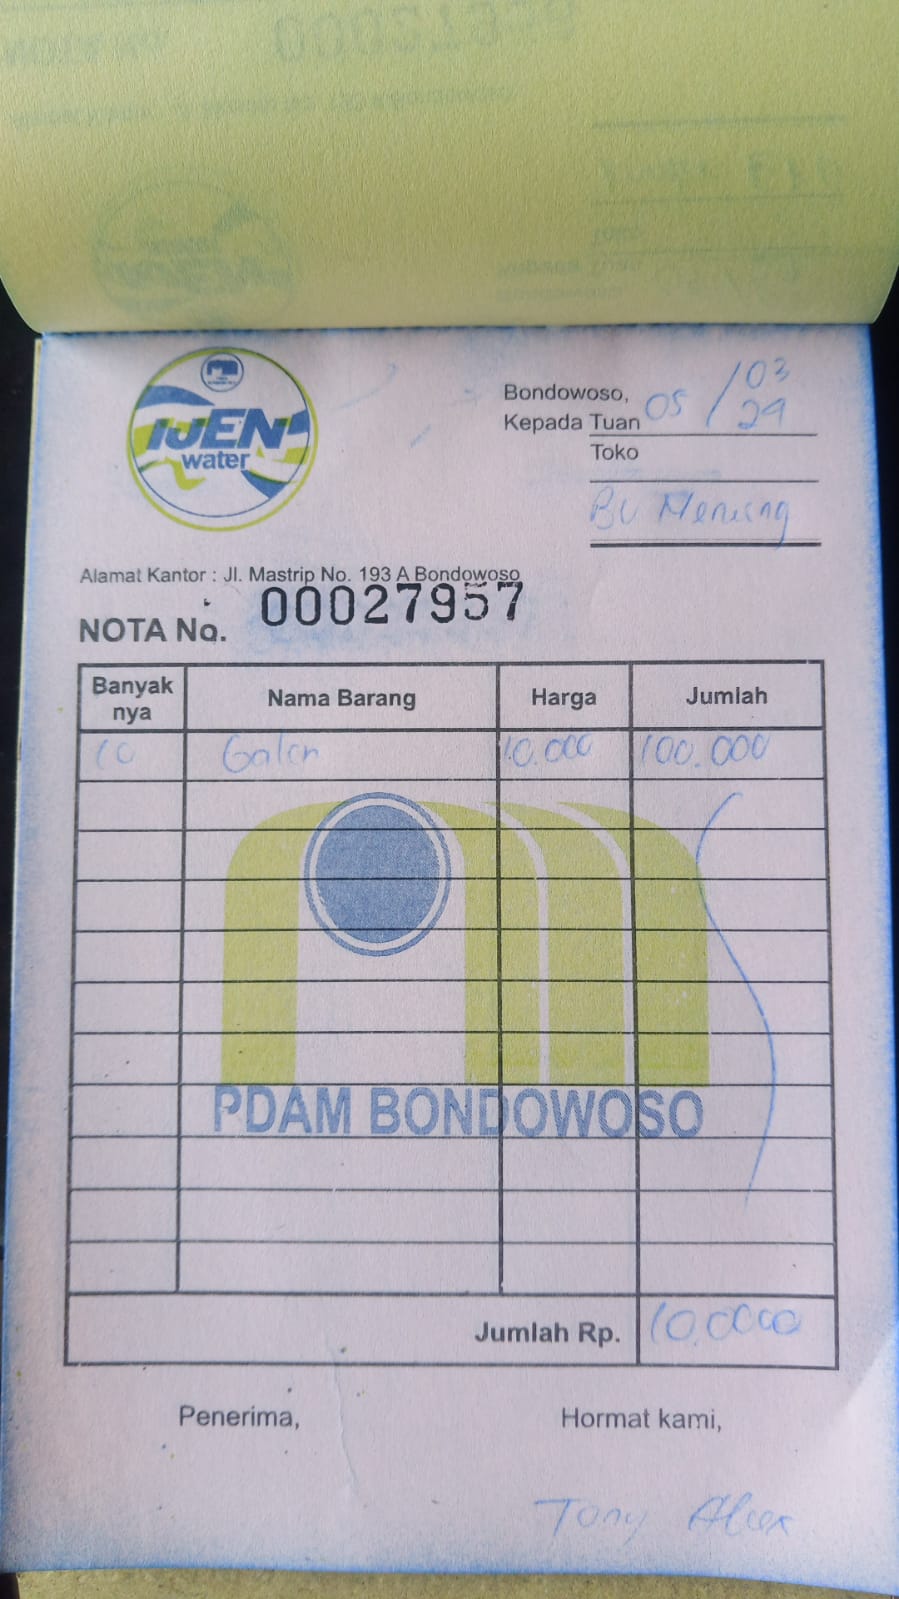 IJEN
water
Bondowoso, 05 / 03
Kepada Tuan 24
Toko
Bu
Alamat Kantor : Jl. Mastrip No. 193 A Bondowoso
NOTA No. 00027957
Banyak nya Nama Barang Harga Jumlah
10 Galon 10.000 100.000
PDAM BONDOWOSO
Jumlah Rp. 10.0000
Penerima, Hormat kami,
Tony Alex